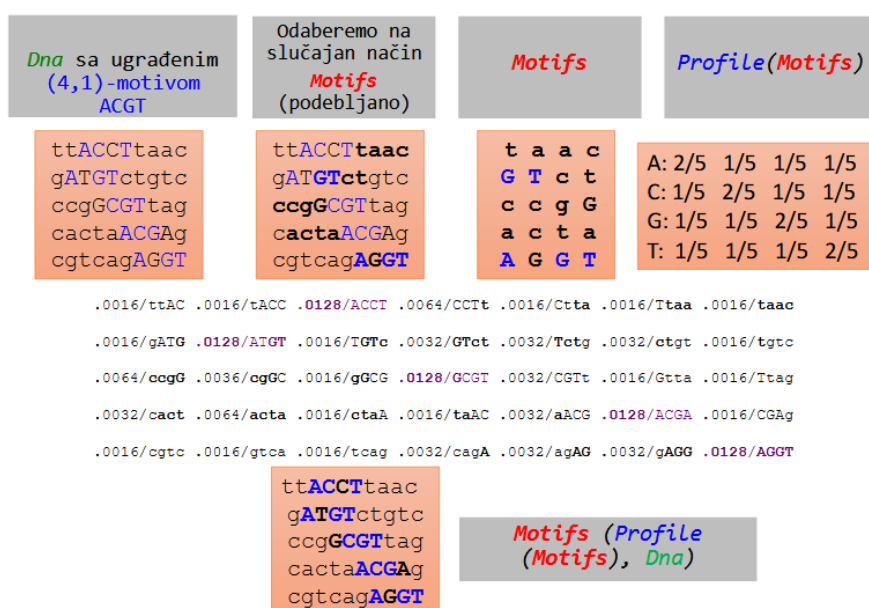 Dna sa ugrađenim
(4,1)-motivom
ACGT
Odaberemo na
slučajan način
Motifs
(podebljano)
Motifs
Profile(Motifs)
ttACCTtaac
gATGTctgtc
ccgGCGTtag
cactaACGAg
cgtcagAGGT
ttACCTtaac
gATGTctgtc
ccgGCGTtag
cactaACGAg
cgtcagAGGT
t a a c
G T c t
c c g G
a c t a
A G G T
A: 2/5 1/5 1/5 1/5
C: 1/5 2/5 1/5 1/5
G: 1/5 1/5 2/5 1/5
T: 1/5 1/5 1/5 2/5
.0016/ttAC .0016/tACC .0128/ACCT .0064/CCTt .0016/Ctta .0016/Ttaa .0016/taac
.0016/gATG .0128/ATGT .0016/TGTc .0032/GTct .0032/Tctg .0032/ctgt .0016/tgtc
.0064/ccgG .0036/cgGC .0016/gGCG .0128/GCGT .0032/CGTt .0016/Gtta .0016/Ttag
.0032/cact .0064/acta .0016/ctaA .0016/taAC .0032/aACG .0128/ACGA .0016/CGAg
.0016/cgtc .0016/gtca .0016/tcag .0032/cagA .0032/agAG .0032/gAGG .0128/AGGT
ttACCTtaac
gATGTctgtc
ccgGCGTtag
cactaACGAg
cgtcagAGGT
Motifs (Profile
(Motifs), Dna)